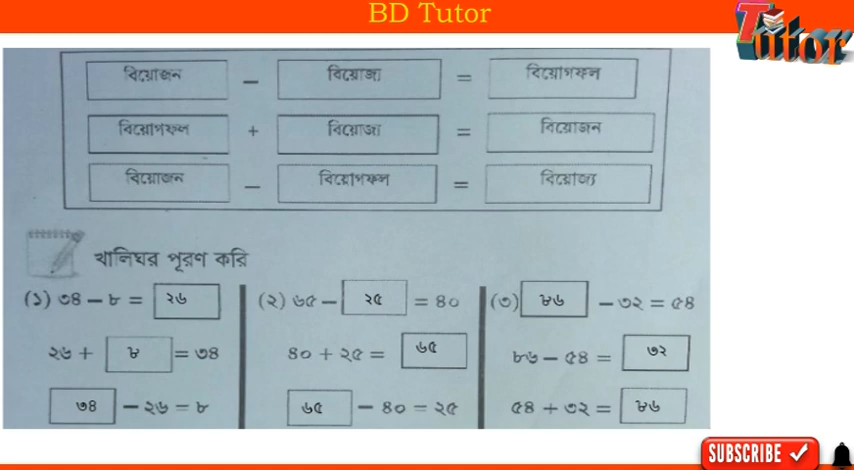 BD Tutor
Tutor
বিয়োজন − বিয়োজ্য = বিয়োগফল
বিয়োগফল + বিয়োজ্য = বিয়োজন
বিয়োজন − বিয়োগফল = বিয়োজ্য
খালিঘর পূরণ করি
(১) ৩৪ − ৮ = ২৬ (২) ৬৫ − ২৫ = ৪০ (৩) ৮৬ − ৩২ = ৫৪
২৬ + ৮ = ৩৪ ৪০ + ২৫ = ৬৫ ৮৬ − ৫৪ = ৩২
৩৪ − ২৬ = ৮ ৬৫ − ৪০ = ২৫ ৫৪ + ৩২ = ৮৬
SUBSCRIBE